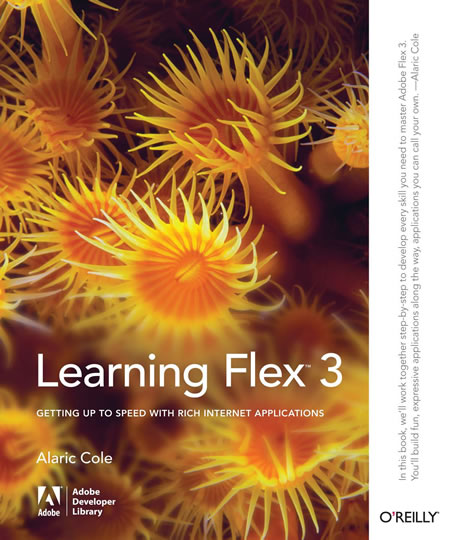 Learning Flex™ 3
GETTING UP TO SPEED WITH RICH INTERNET APPLICATIONS
Alaric Cole
Adobe
Adobe
Developer
Library
In this book, we'll work together step-by-step to develop every skill you need to master Adobe Flex 3.
You'll build fun, expressive applications along the way, applications you can call your own. —Alaric Cole
O'REILLY®